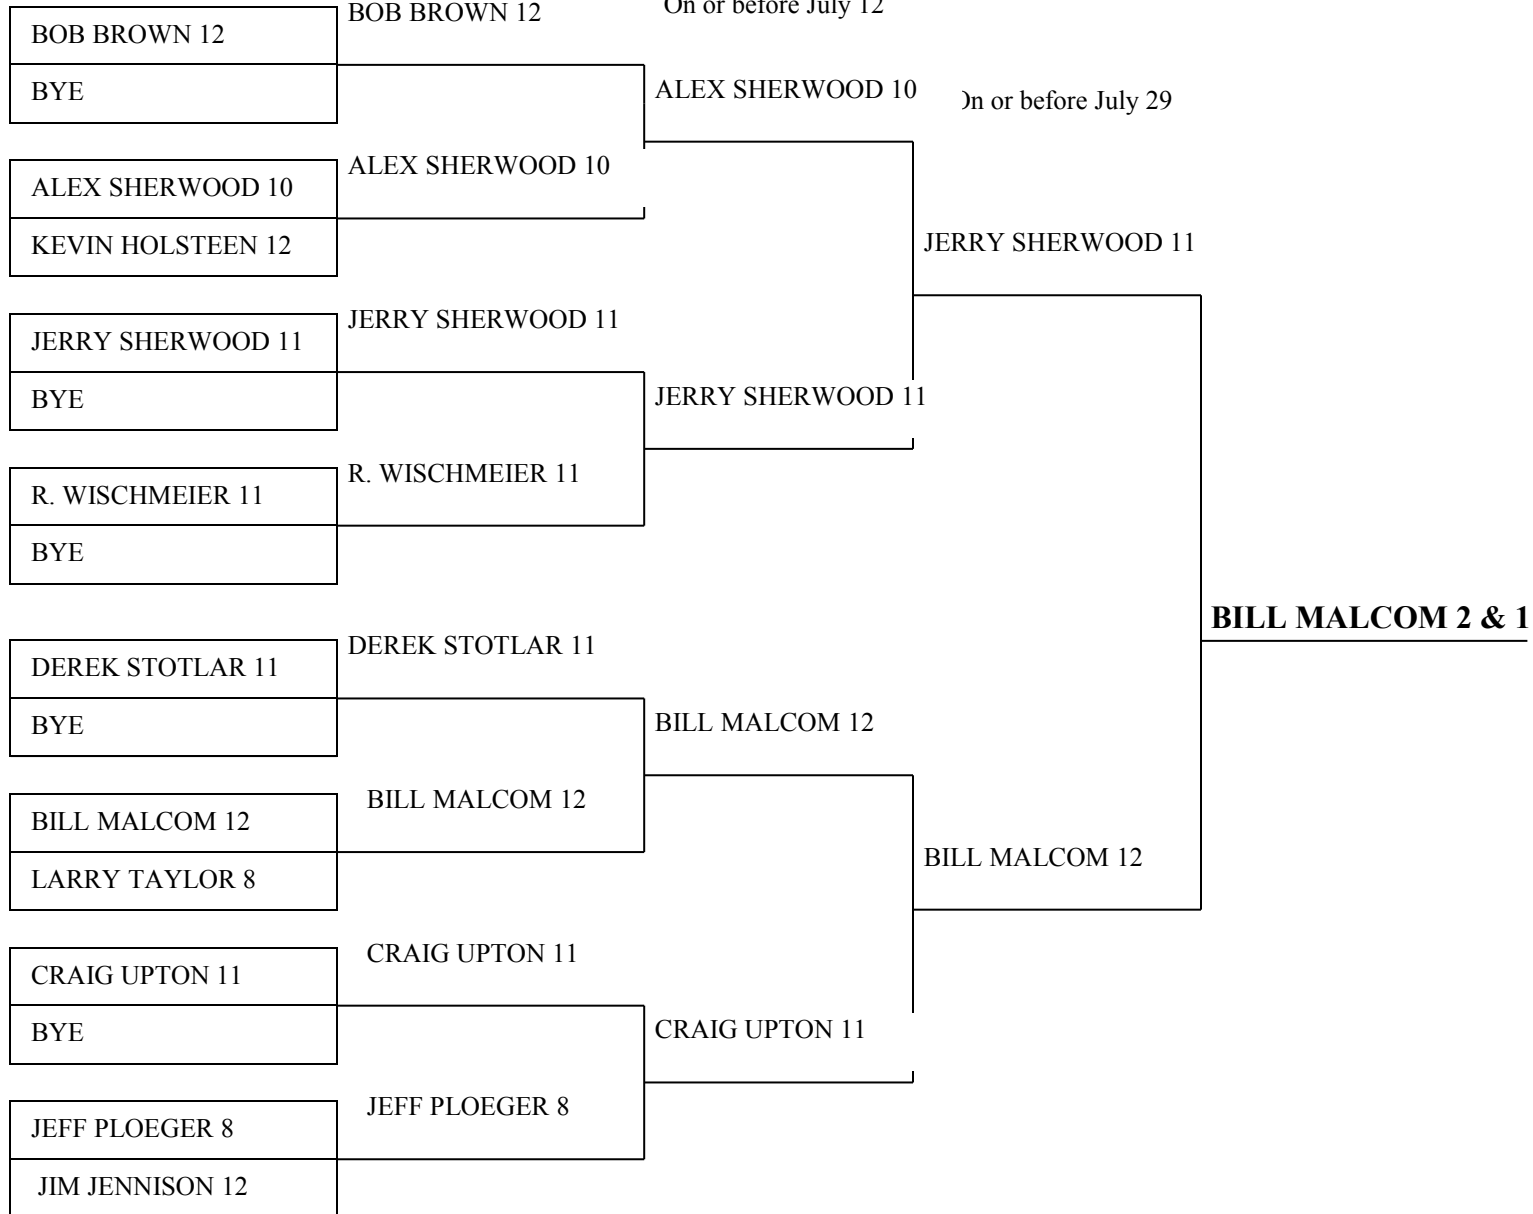 BOB BROWN 12
BYE
ALEX SHERWOOD 10
KEVIN HOLSTEEN 12
JERRY SHERWOOD 11
BYE
R. WISCHMEIER 11
BYE
DEREK STOTLAR 11
BYE
BILL MALCOM 12
LARRY TAYLOR 8
CRAIG UPTON 11
BYE
JEFF PLOEGER 8
JIM JENNISON 12
BOB BROWN 12
ALEX SHERWOOD 10
JERRY SHERWOOD 11
R. WISCHMEIER 11
DEREK STOTLAR 11
BILL MALCOM 12
CRAIG UPTON 11
JEFF PLOEGER 8
On or before July 12
ALEX SHERWOOD 10
JERRY SHERWOOD 11
BILL MALCOM 12
CRAIG UPTON 11
On or before July 29
JERRY SHERWOOD 11
BILL MALCOM 12
BILL MALCOM 2 & 1